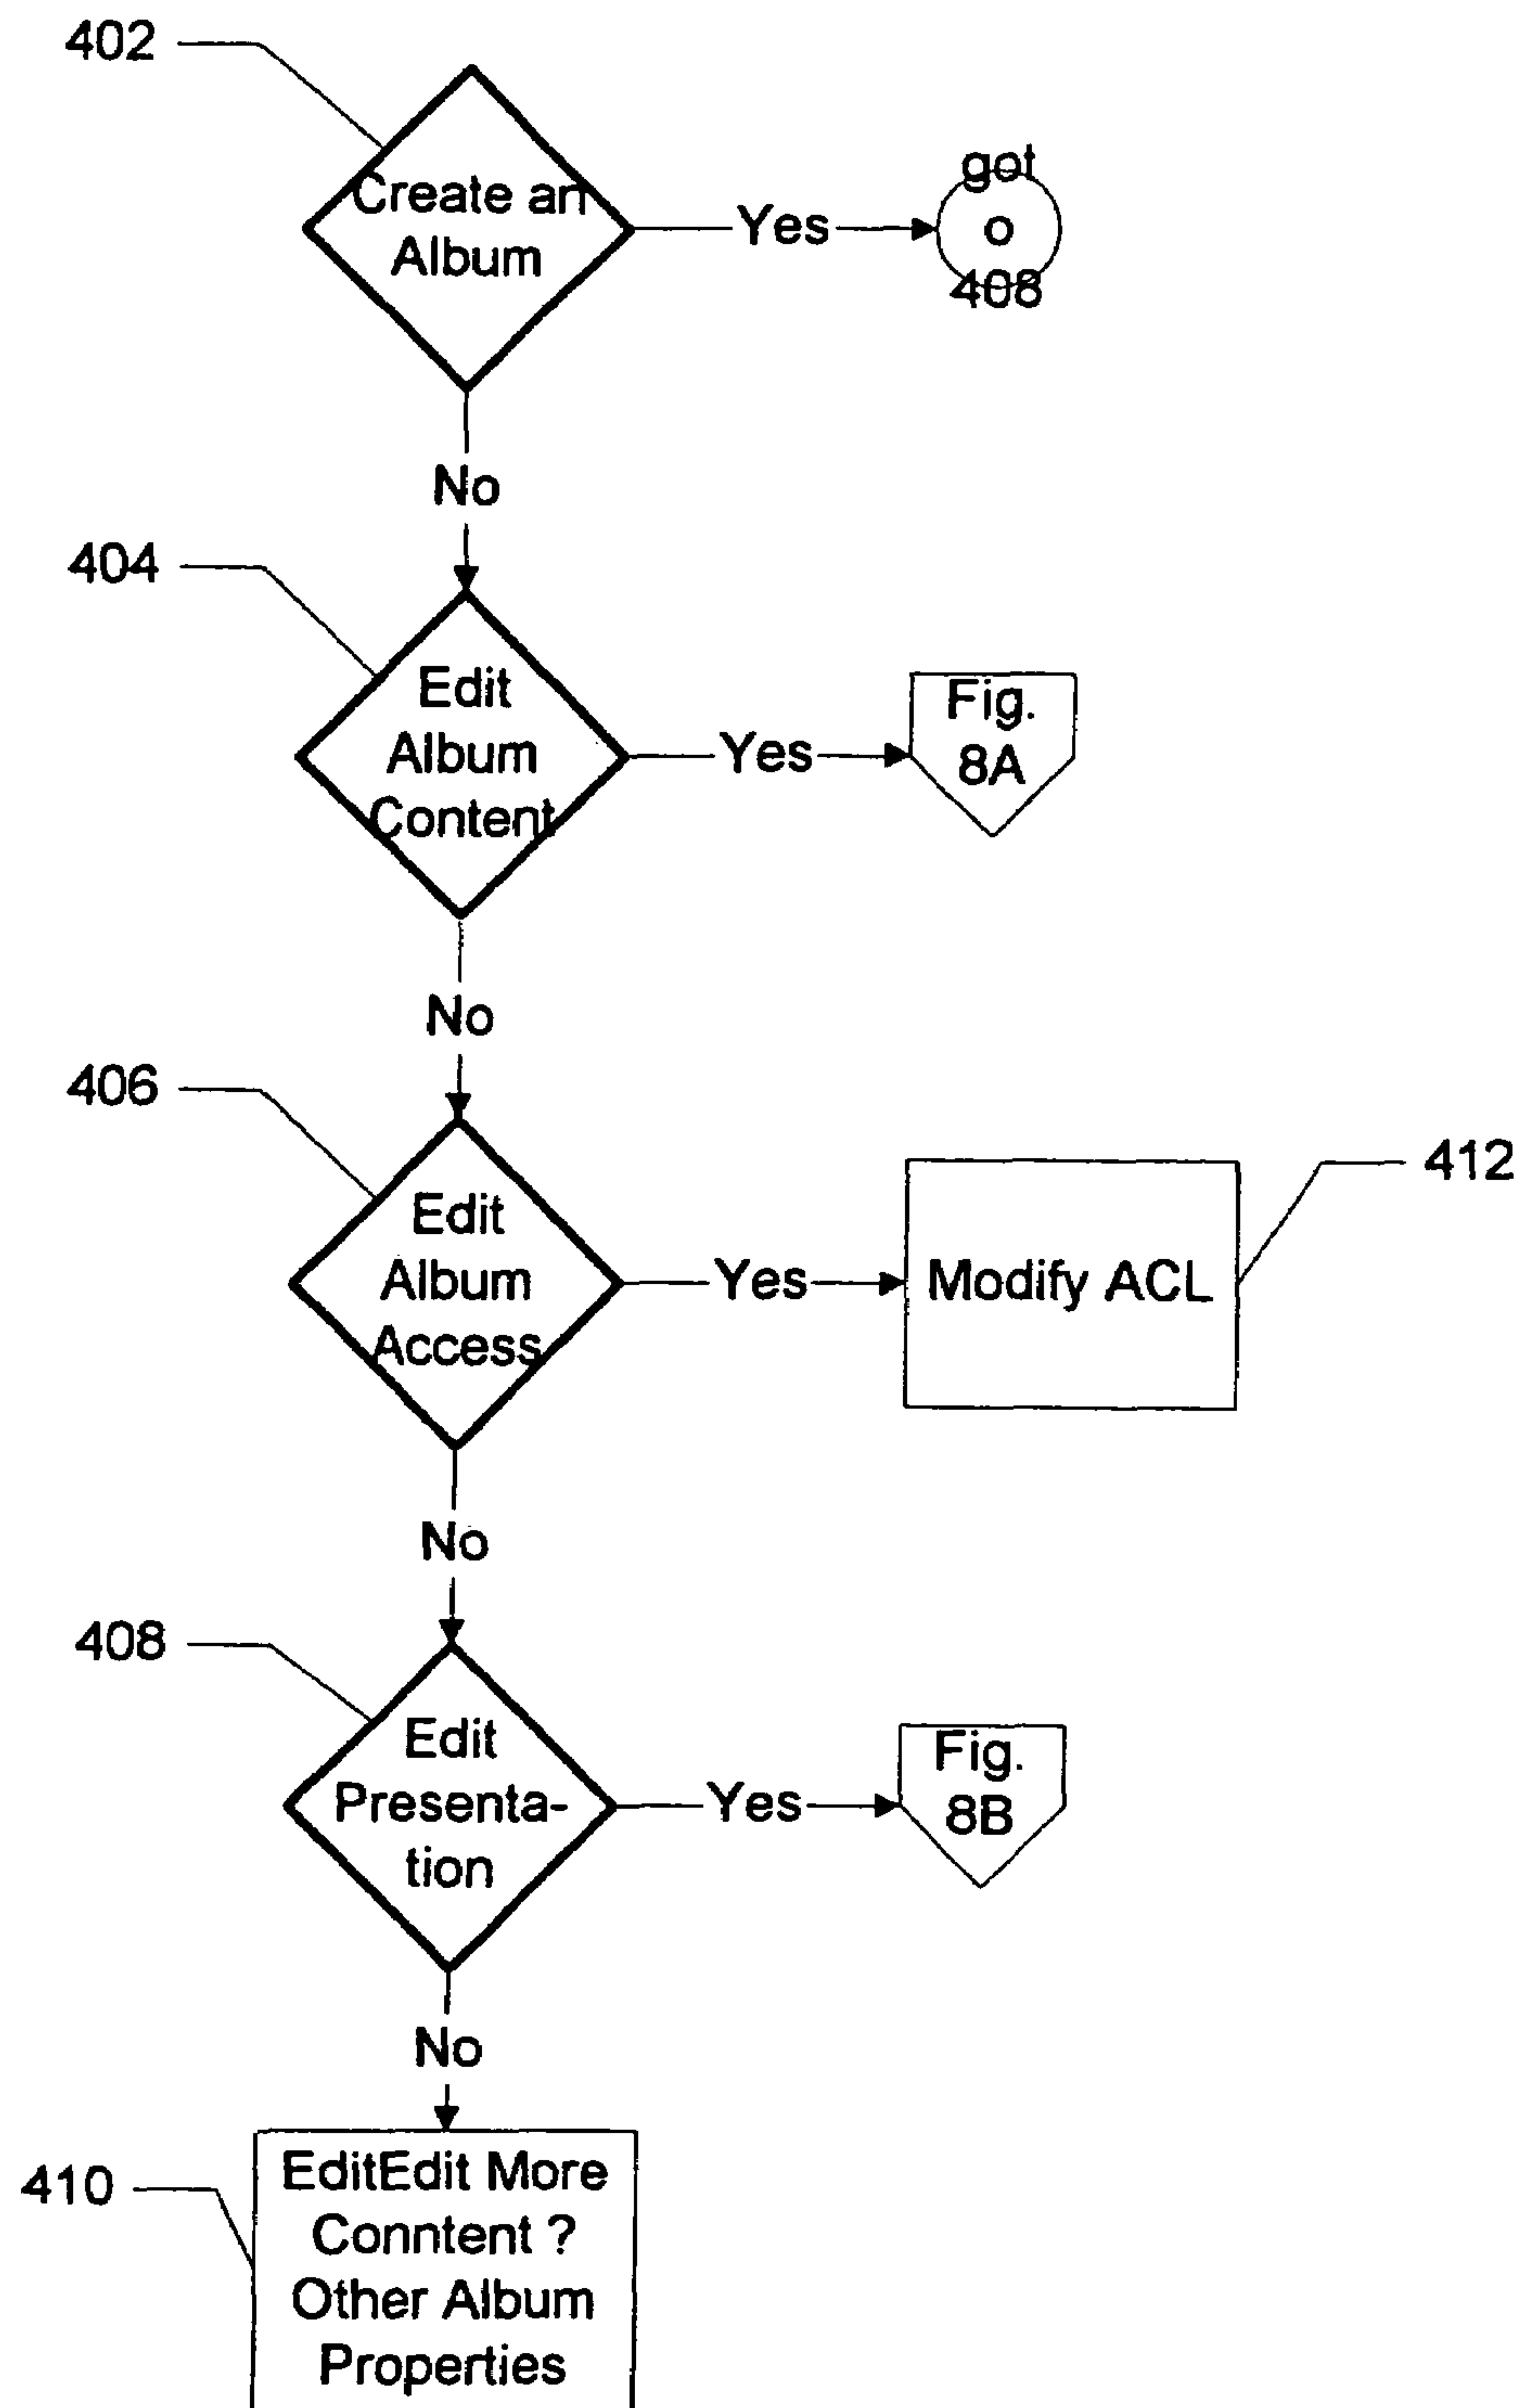 402
Create an
Album
Yes
got
o
408
No
404
Edit
Album
Content
Yes
Fig.
8A
No
406
Edit
Album
Access
Yes
Modify ACL
412
No
408
Edit
Presenta-
tion
Yes
Fig.
8B
No
410
EditEdit More
Conntent ?
Other Album
Properties